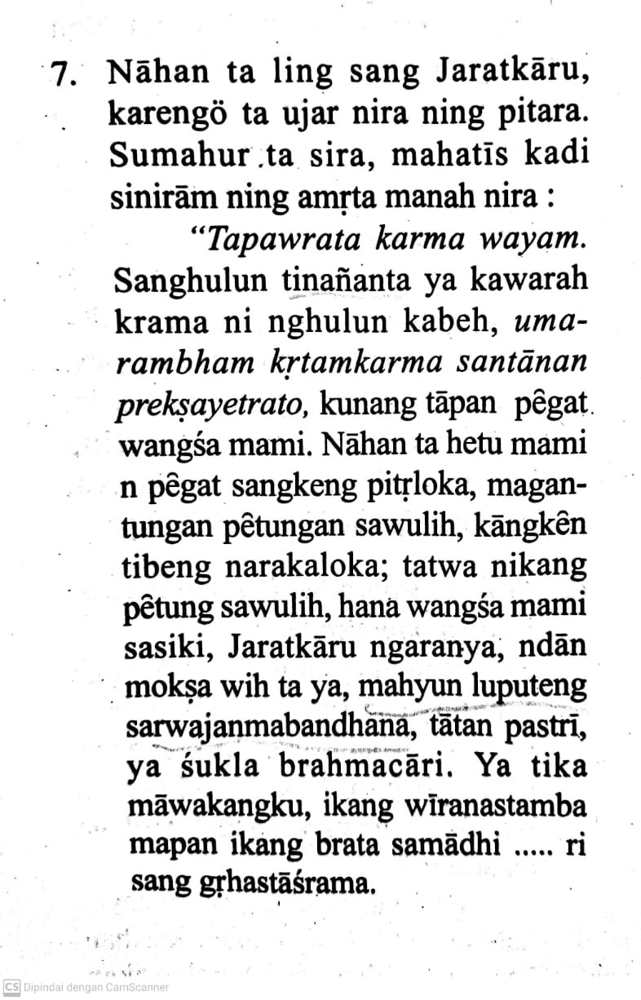 7. Nāhan ta ling sang Jaratkāru,
karengö ta ujar nira ning pitara.
Sumahur ta sira, mahatīs kadi
sinirām ning amṛta manah nira :
“Tapawrata karma wayam.
Sanghulun tinañanta ya kawarah
krama ni nghulun kabeh, uma-
rambham kṛtamkarma santānan
prekṣayetrato, kunang tāpan pêgat
wangśa mami. Nāhan ta hetu mami
n pêgat sangkeng pitṛloka, magan-
tungan pêtungan sawulih, kāngkên
tibeng narakaloka; tatwa nikang
pêtung sawulih, hana wangśa mami
sasiki, Jaratkāru ngaranya, ndān
mokṣa wih ta ya, mahyun luputeng
sarwajanmabandhana, tātan pastrī,
ya śukla brahmacāri. Ya tika
māwakangku, ikang wīranastamba
mapan ikang brata samādhi ..... ri
sang gṛhastāśrama.
CS Dipindai dengan CamScanner